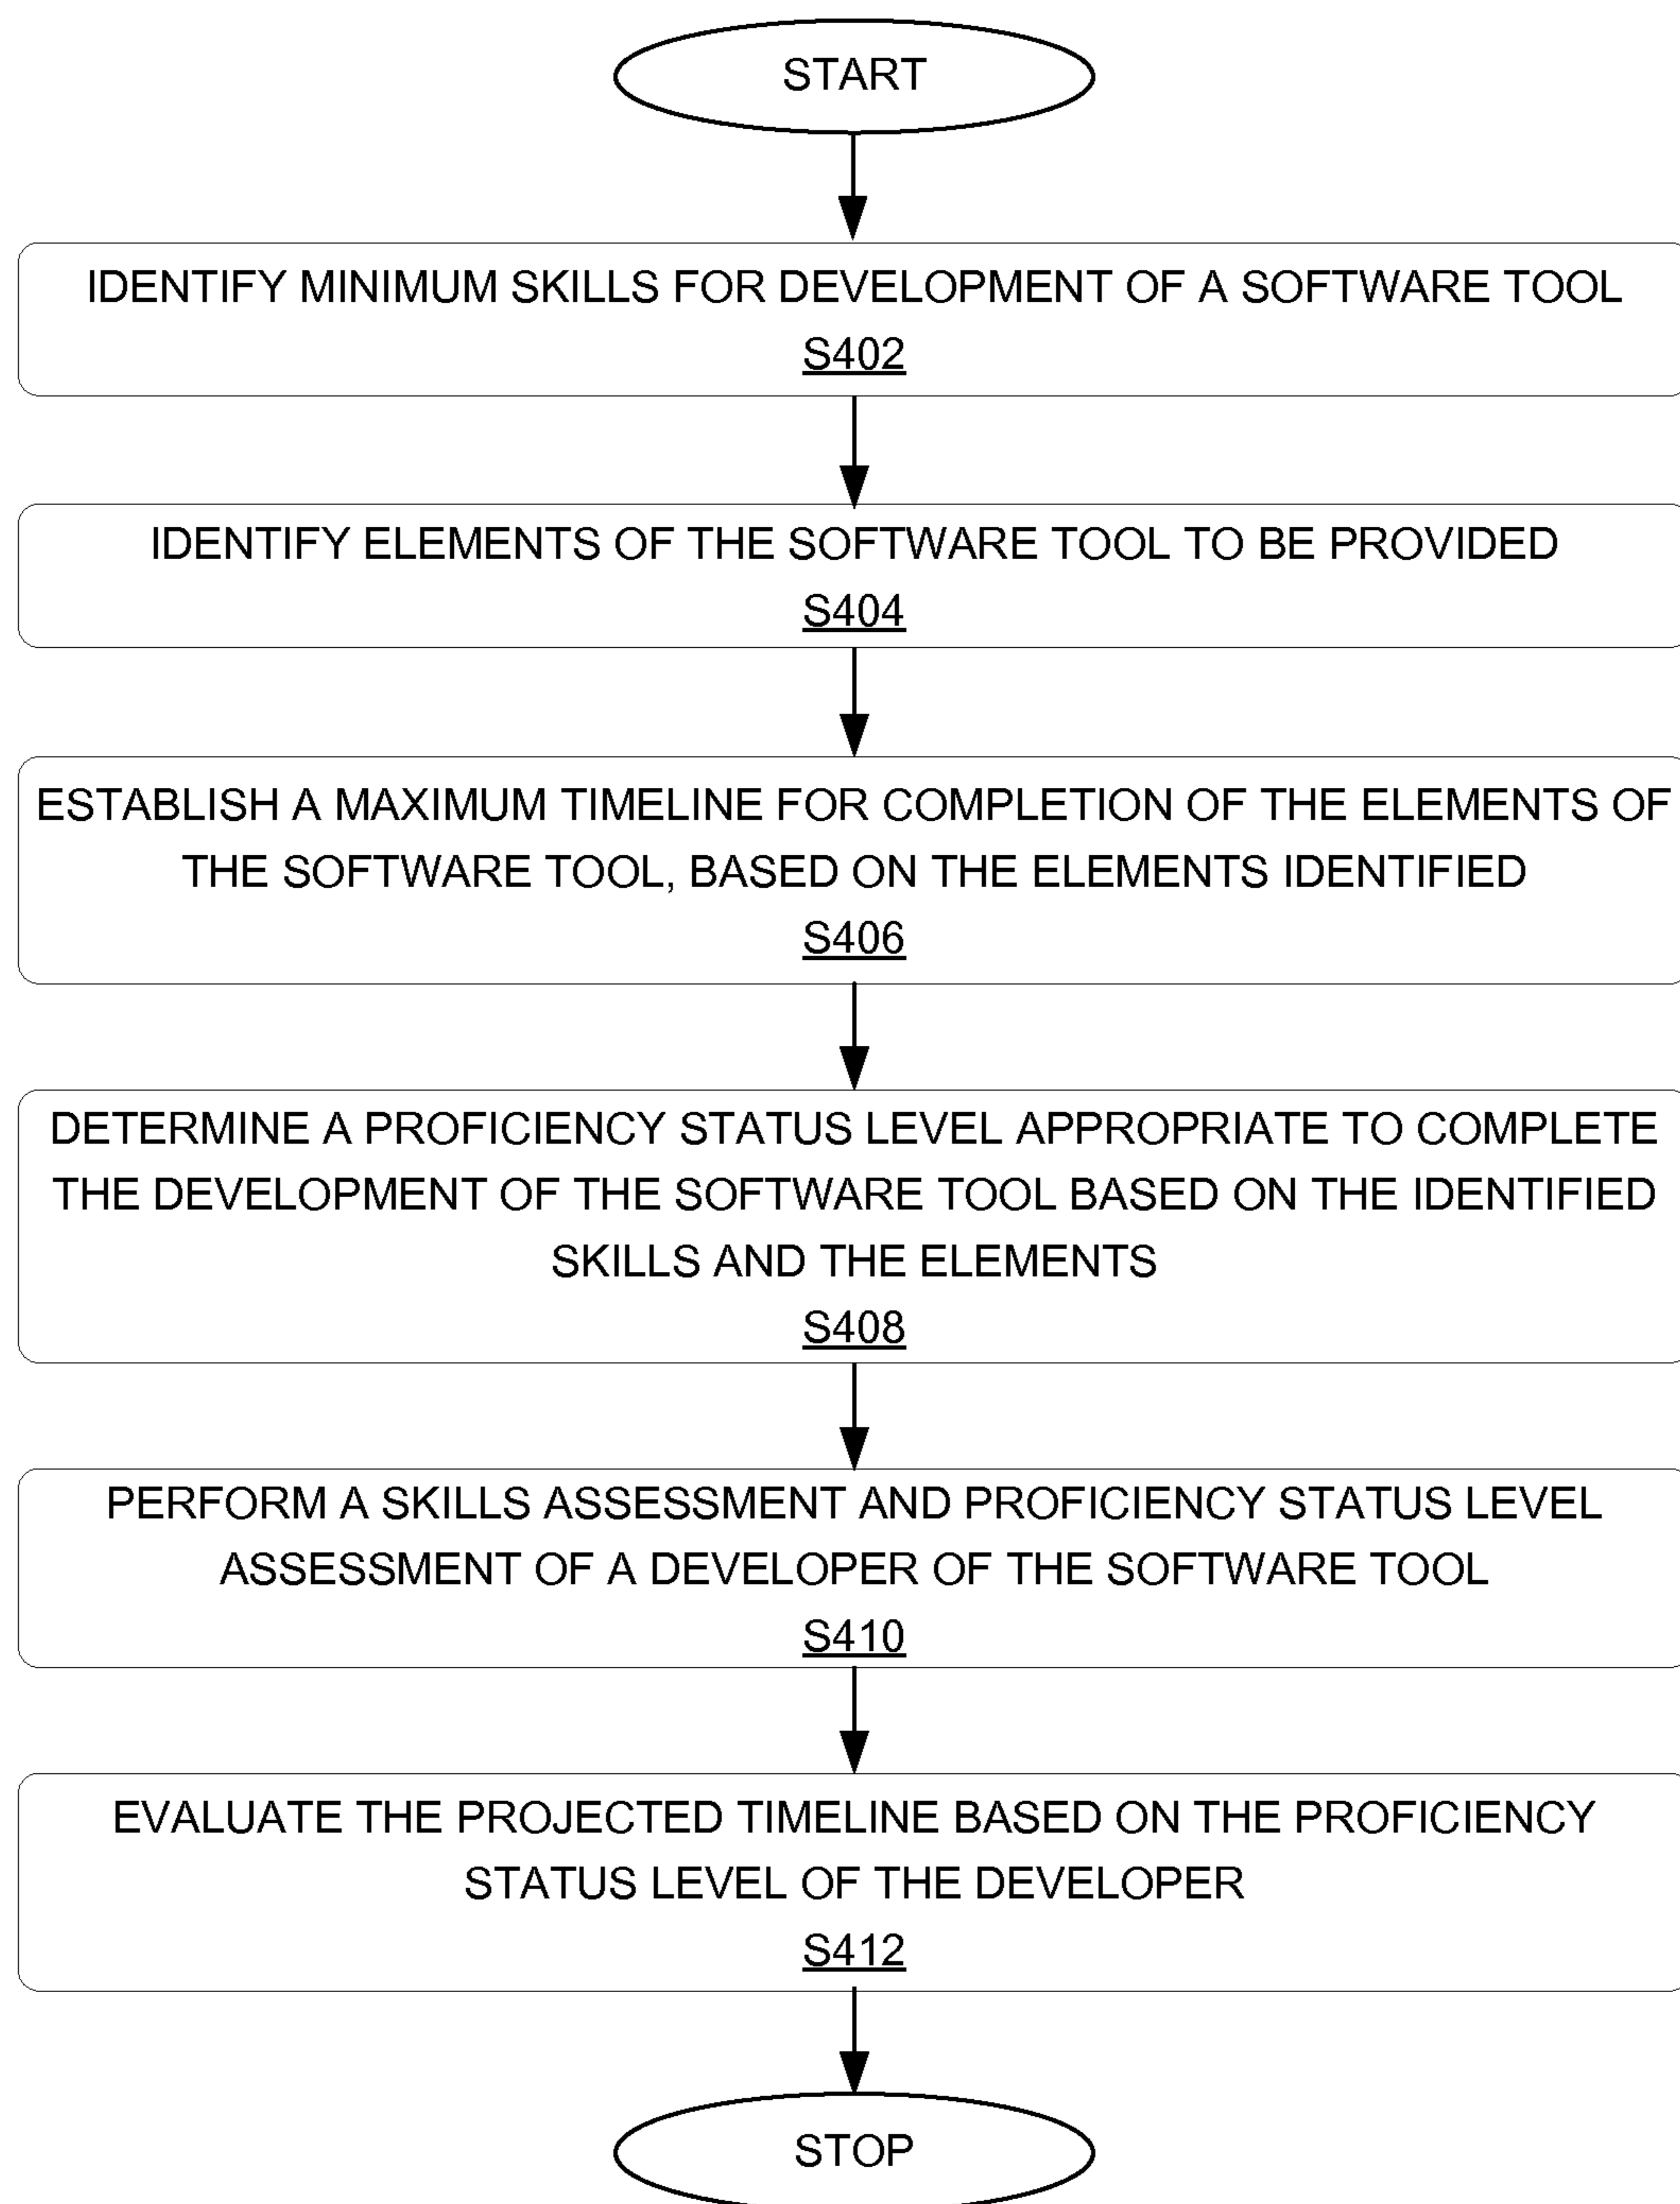 START
IDENTIFY MINIMUM SKILLS FOR DEVELOPMENT OF A SOFTWARE TOOL
S402
IDENTIFY ELEMENTS OF THE SOFTWARE TOOL TO BE PROVIDED
S404
ESTABLISH A MAXIMUM TIMELINE FOR COMPLETION OF THE ELEMENTS OF
THE SOFTWARE TOOL, BASED ON THE ELEMENTS IDENTIFIED
S406
DETERMINE A PROFICIENCY STATUS LEVEL APPROPRIATE TO COMPLETE
THE DEVELOPMENT OF THE SOFTWARE TOOL BASED ON THE IDENTIFIED
SKILLS AND THE ELEMENTS
S408
PERFORM A SKILLS ASSESSMENT AND PROFICIENCY STATUS LEVEL
ASSESSMENT OF A DEVELOPER OF THE SOFTWARE TOOL
S410
EVALUATE THE PROJECTED TIMELINE BASED ON THE PROFICIENCY
STATUS LEVEL OF THE DEVELOPER
S412
STOP